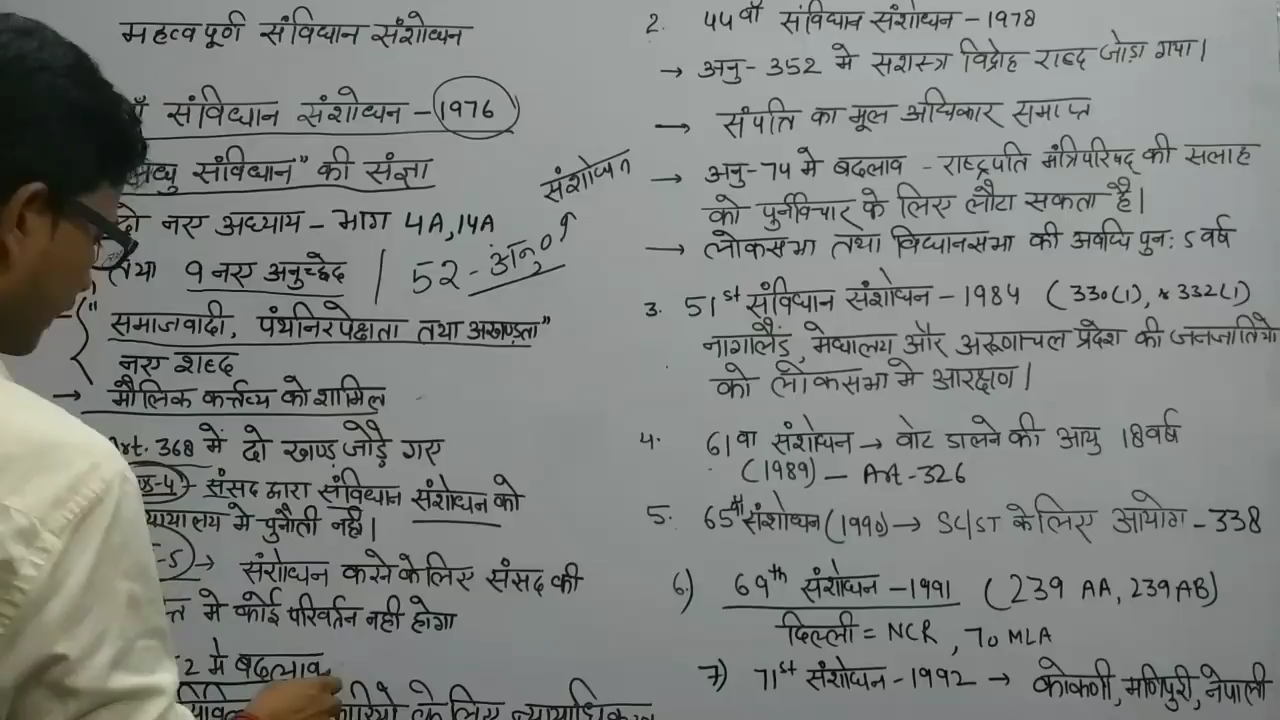 महत्वपूर्ण संविधान संशोधन
संविधान संशोधन - 1976
संविधान" की संज्ञा
दो नए अध्याय - भाग 4A, 14A
तथा 9 नए अनुच्छेद | 52 - अनु०
संशोधन
"समाजवादी, पंथनिरपेक्षता तथा अखण्डता"
नए शब्द
→ मौलिक कर्त्तव्य को शामिल
Art. 368 में दो खण्ड जोड़े गए
-4 - संसद द्वारा संविधान संशोधन को
में चुनौती नही।
-5 → संशोधन करने के लिए संसद की
मे कोई परिवर्तन नही होगा
2 मे बदलाव
के लिए
2. 44वाँ संविधान संशोधन - 1978
→ अनु - 352 मे सशस्त्र विद्रोह शब्द जोड़ा गया।
→ संपत्ति का मूल अधिकार समाप्त
→ अनु - 74 मे बदलाव - राष्ट्रपति मंत्रिपरिषद् की सलाह
को पुर्नविचार के लिए लौटा सकता है।
→ लोकसभा तथा विधानसभा की अवधि पुनः 5 वर्ष
3. 51st संविधान संशोधन - 1984 (330(1), 332(1)
नागालैंड, मेघालय और अरूणाचल प्रदेश की जनजातियो
को लोकसभा मे आरक्षण।
4. 61वा संशोधन → वोट डालने की आयु 18 वर्ष
(1989) - Art-326
5. 65वाँ संशोधन (1990) → SC/ST के लिए आयोग - 338
6) 69th संशोधन - 1991 (239 AA, 239AB)
दिल्ली = NCR, 70 MLA
7) 71st संशोधन - 1992 → कोकणी, मणिपुरी, नेपाली